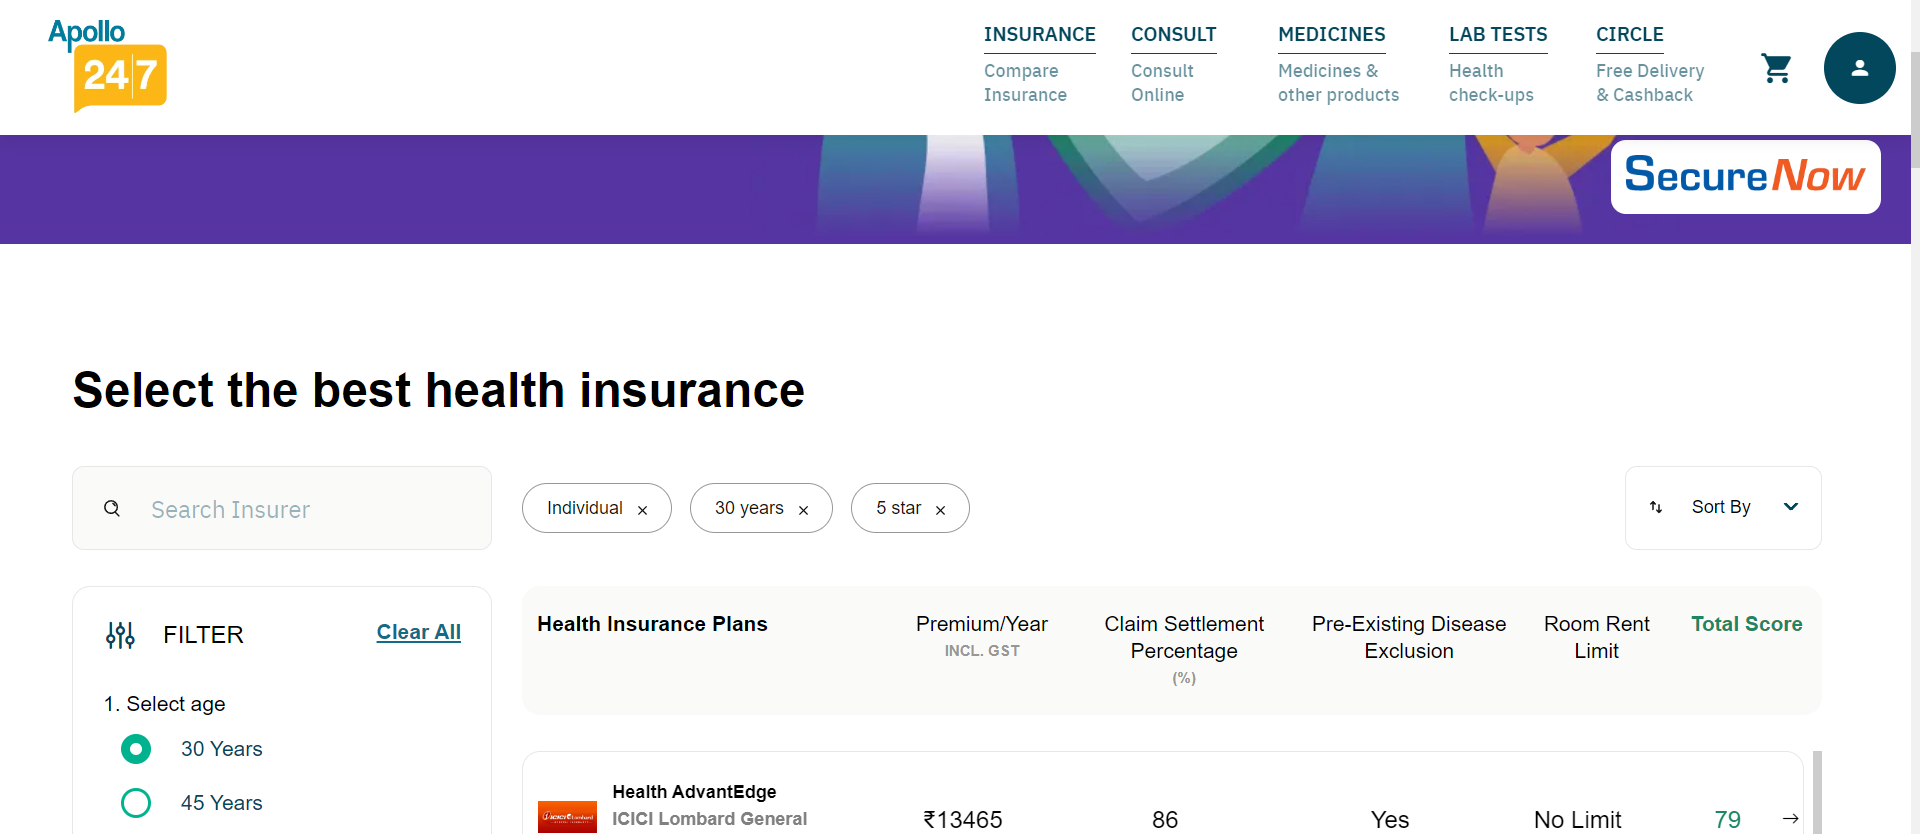 Apollo
24|7
INSURANCE
Compare
Insurance
CONSULT
Consult
Online
MEDICINES
Medicines &
other products
LAB TESTS
Health
check-ups
CIRCLE
Free Delivery
& Cashback
SecureNow
Select the best health insurance
Search Insurer
Individual ×
30 years ×
5 star ×
Sort By
FILTER
Clear All
1. Select age
30 Years
45 Years
Health Insurance Plans
Premium/Year
INCL. GST
Claim Settlement
Percentage
(%)
Pre-Existing Disease
Exclusion
Room Rent
Limit
Total Score
ICICI Lombard
Health AdvantEdge
ICICI Lombard General
₹13465
86
Yes
No Limit
79